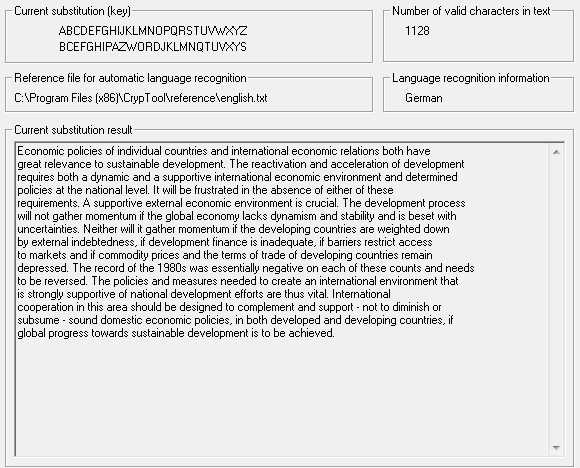 Current substitution (key)
ABCDEFGHIJKLMNOPQRSTUVWXYZ
BCEFGHIPAZWORDJKLMNQTUVXYS
Number of valid characters in text
1128
Reference file for automatic language recognition
C:\Program Files (x86)\CrypTool\reference\english.txt
Language recognition information
German
Current substitution result
Economic policies of individual countries and international economic relations both have
great relevance to sustainable development. The reactivation and acceleration of development
requires both a dynamic and a supportive international economic environment and determined
policies at the national level. It will be frustrated in the absence of either of these
requirements. A supportive external economic environment is crucial. The development process
will not gather momentum if the global economy lacks dynamism and stability and is beset with
uncertainties. Neither will it gather momentum if the developing countries are weighted down
by external indebtedness, if development finance is inadequate, if barriers restrict access
to markets and if commodity prices and the terms of trade of developing countries remain
depressed. The record of the 1980s was essentially negative on each of these counts and needs
to be reversed. The policies and measures needed to create an international environment that
is strongly supportive of national development efforts are thus vital. International
cooperation in this area should be designed to complement and support - not to diminish or
subsume - sound domestic economic policies, in both developed and developing countries, if
global progress towards sustainable development is to be achieved.